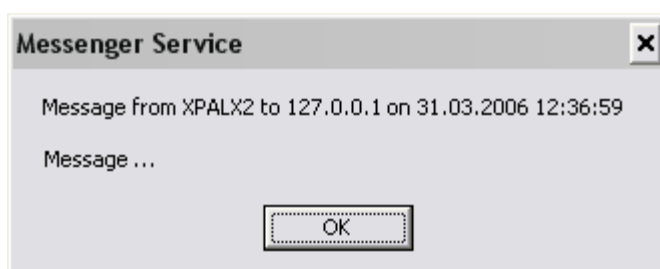 Messenger Service
Message from XPALX2 to 127.0.0.1 on 31.03.2006 12:36:59
Message ...
OK